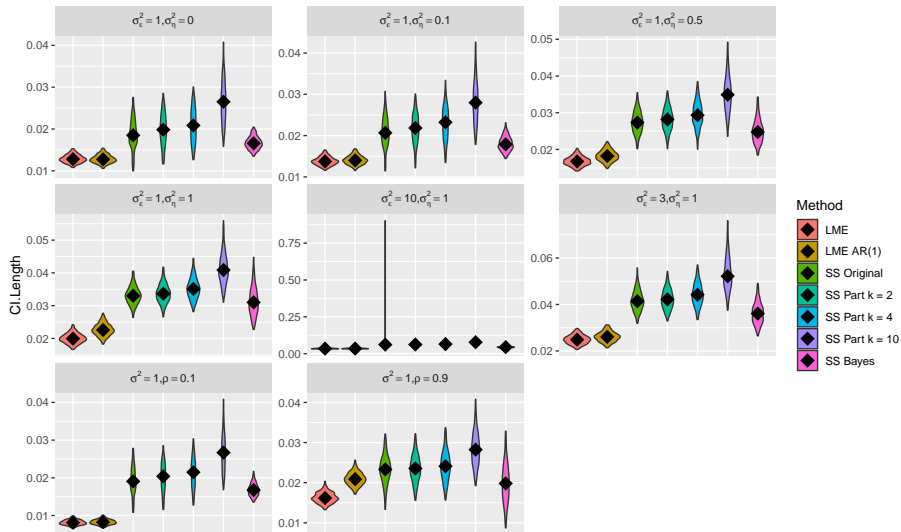 σ²ε = 1,σ²η = 0
σ²ε = 1,σ²η = 0.1
σ²ε = 1,σ²η = 0.5
0.04
0.03
0.02
0.01
0.04
0.03
0.02
0.01
0.05
0.04
0.03
0.02
σ²ε = 1,σ²η = 1
σ²ε = 10,σ²η = 1
σ²ε = 3,σ²η = 1
CI.Length
0.05
0.04
0.03
0.02
0.75
0.50
0.25
0.00
0.06
0.04
0.02
σ² = 1,ρ = 0.1
σ² = 1,ρ = 0.9
0.04
0.03
0.02
0.01
0.04
0.03
0.02
0.01
Method
LME
LME AR(1)
SS Original
SS Part k = 2
SS Part k = 4
SS Part k = 10
SS Bayes